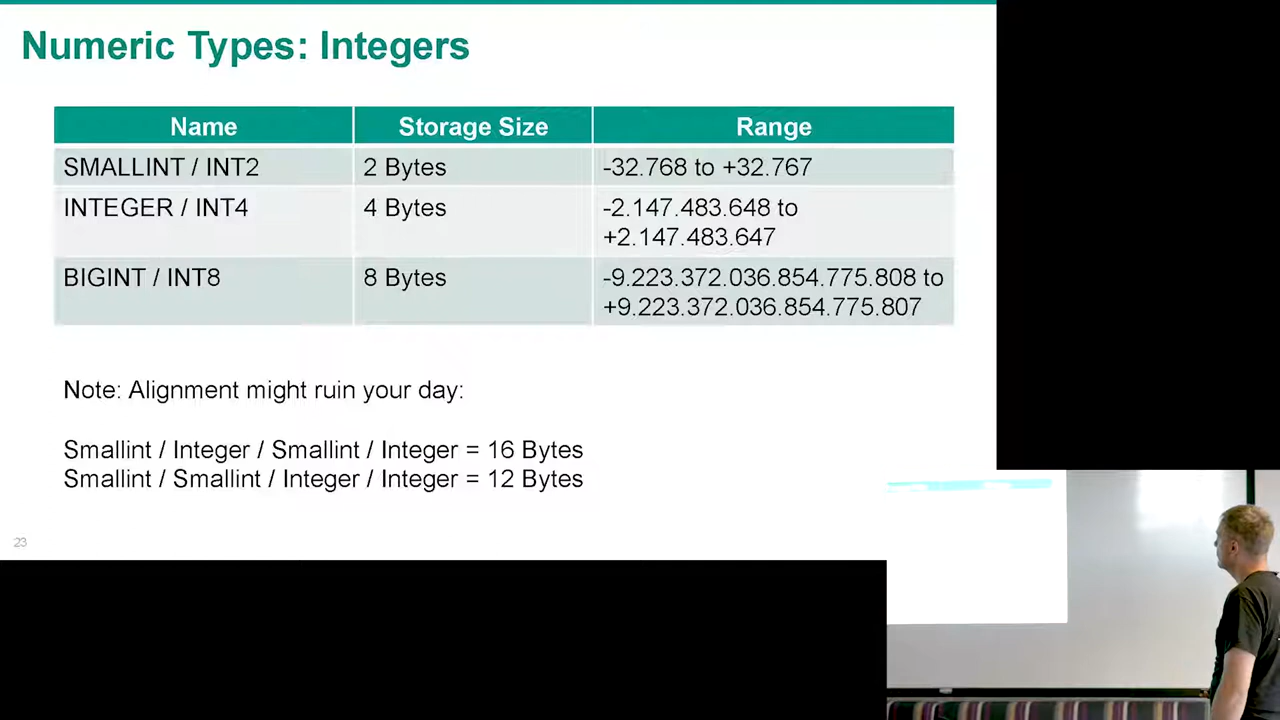 Numeric Types: Integers
Name Storage Size Range
SMALLINT / INT2 2 Bytes -32.768 to +32.767
INTEGER / INT4 4 Bytes -2.147.483.648 to
+2.147.483.647
BIGINT / INT8 8 Bytes -9.223.372.036.854.775.808 to
+9.223.372.036.854.775.807
Note: Alignment might ruin your day:
Smallint / Integer / Smallint / Integer = 16 Bytes
Smallint / Smallint / Integer / Integer = 12 Bytes
23